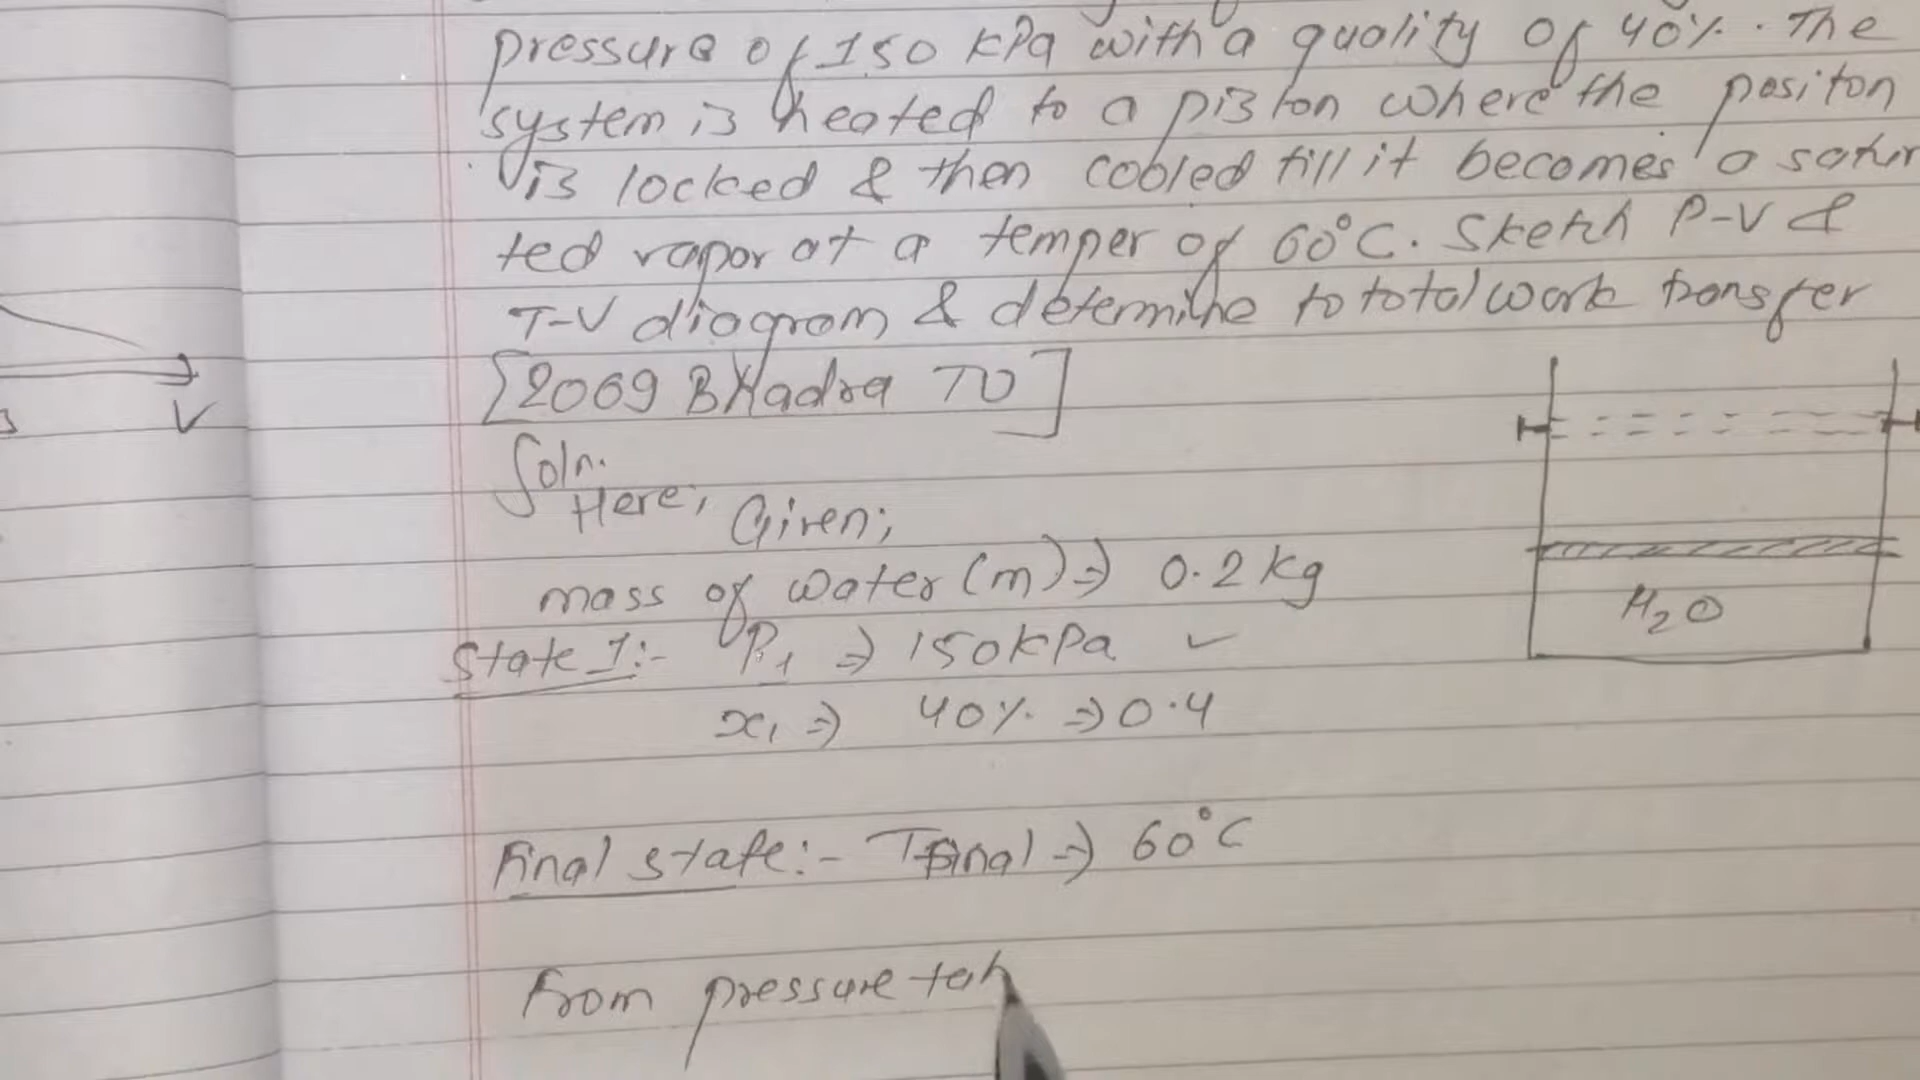 pressure of 150 kPa with a quality of 40%. The
system is heated to a piston where the positon
is locked & then cooled till it becomes a satur
ted vapor at a temper of 60°C. Sketch P-V &
T-V diagram & determine to total work transfer
[2069 BHadra TU]
Soln.
Here, Given;
mass of water (m) ⇒ 0.2 kg
State 1:- P1 ⇒ 150kPa ✓
x1 ⇒ 40% ⇒ 0.4
H2O
V
Final state:- Tfinal ⇒ 60°C
From pressure tab